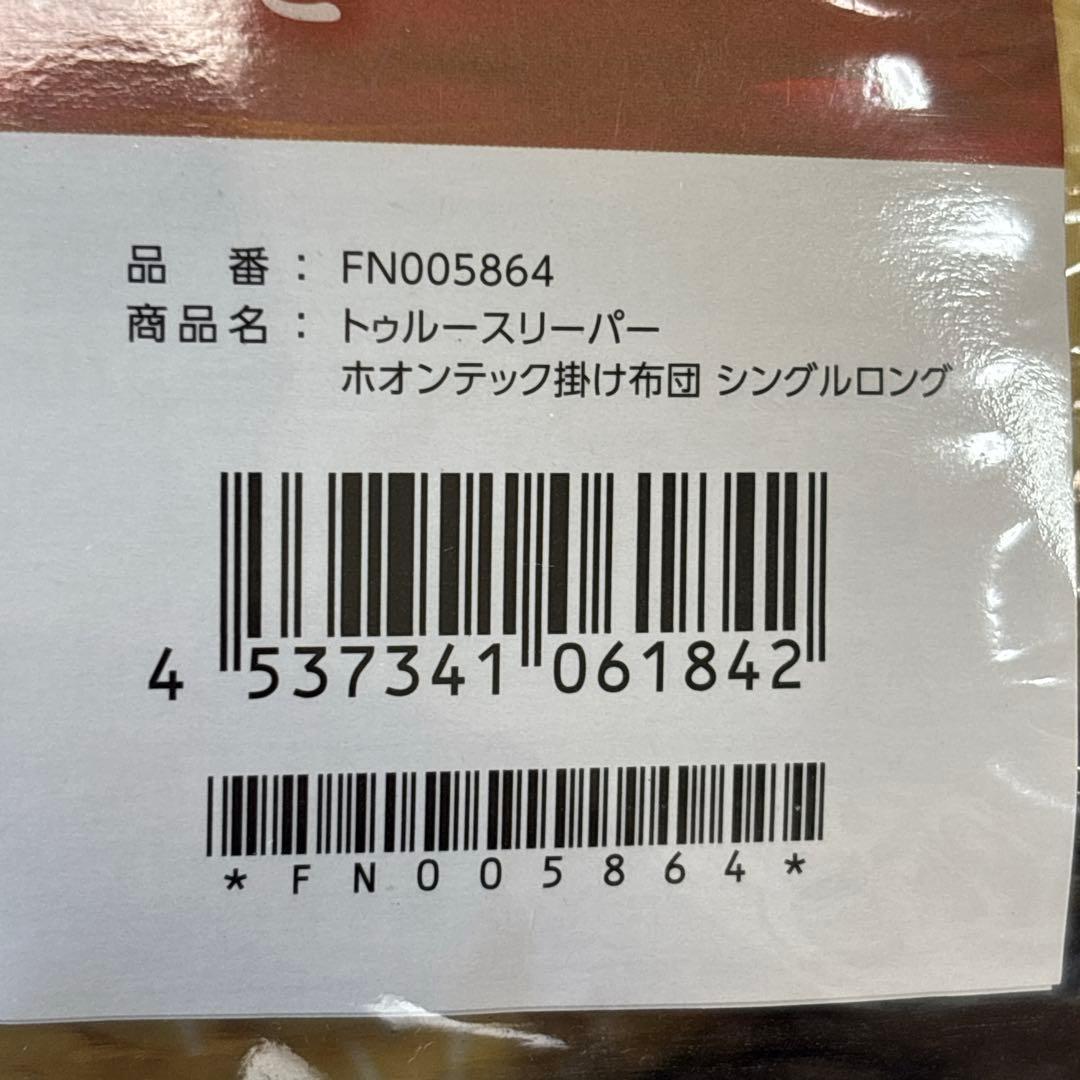 品 番 : FN005864
商品名 : トゥルースリーパー
ホオンテック掛け布団 シングルロング
4 537341 061842
*FN005864*